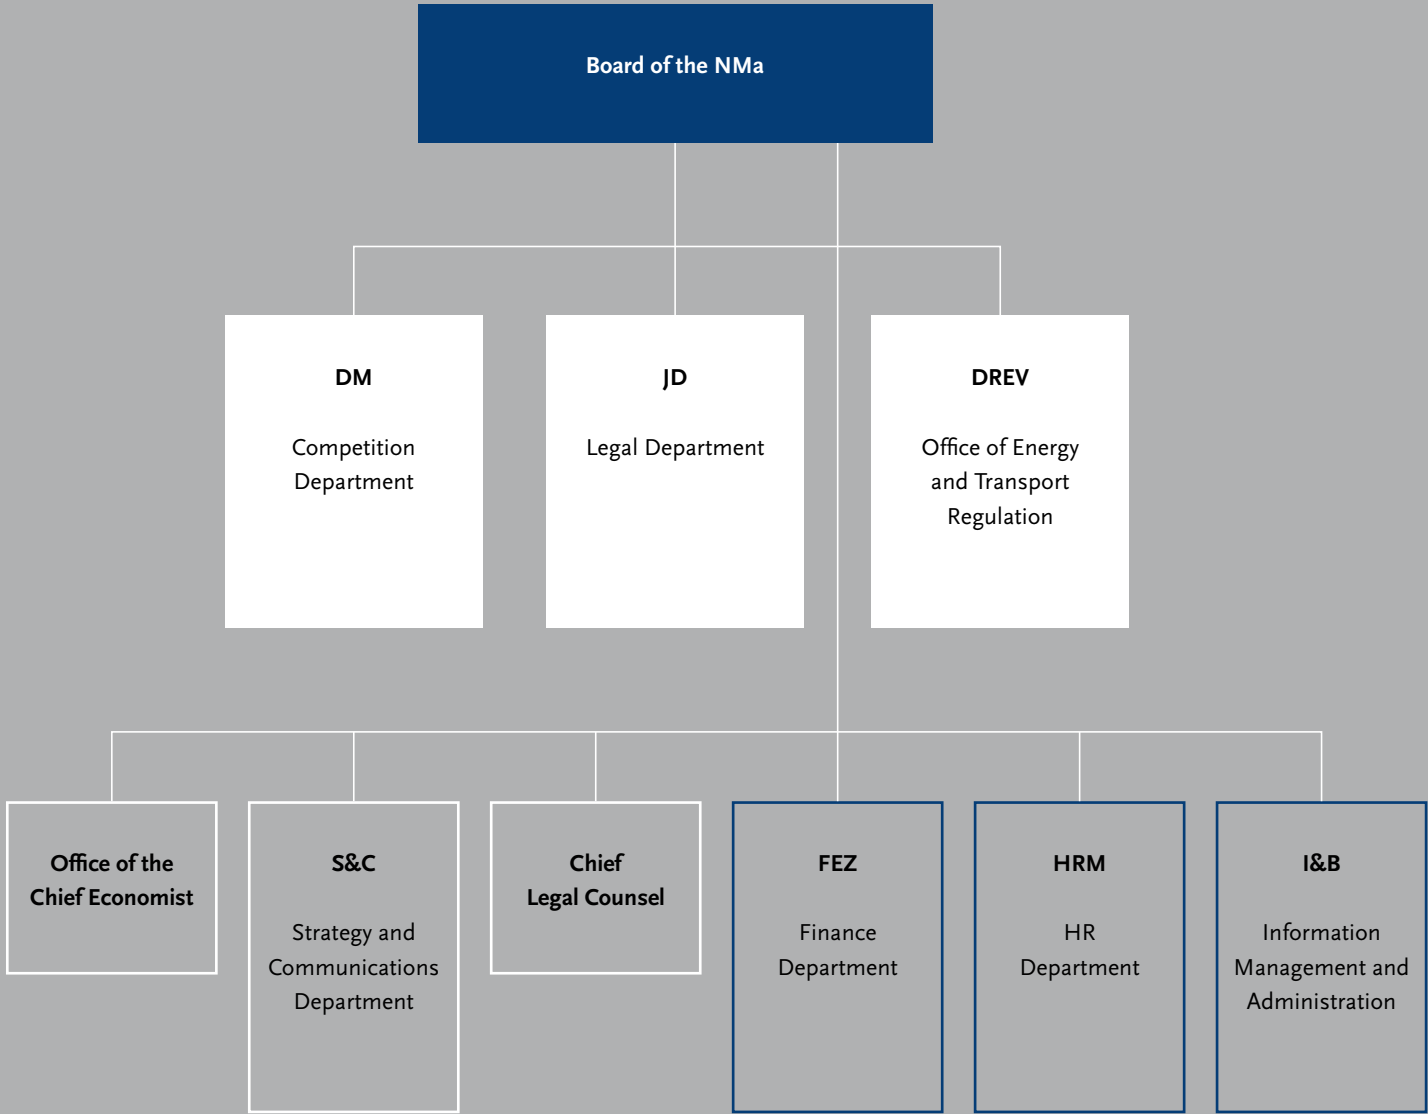 Board of the NMa
DM
Competition
Department
JD
Legal Department
DREV
Office of Energy
and Transport
Regulation
Office of the
Chief Economist
S&C
Strategy and
Communications
Department
Chief
Legal Counsel
FEZ
Finance
Department
HRM
HR
Department
I&B
Information
Management and
Administration